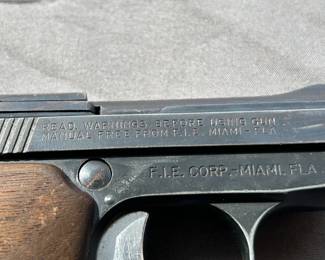 READ WARNINGS BEFORE USING GUN
MANUAL FREE FROM F.I.E. MIAMI-FLA
F.I.E. CORP.-MIAMI. FLA